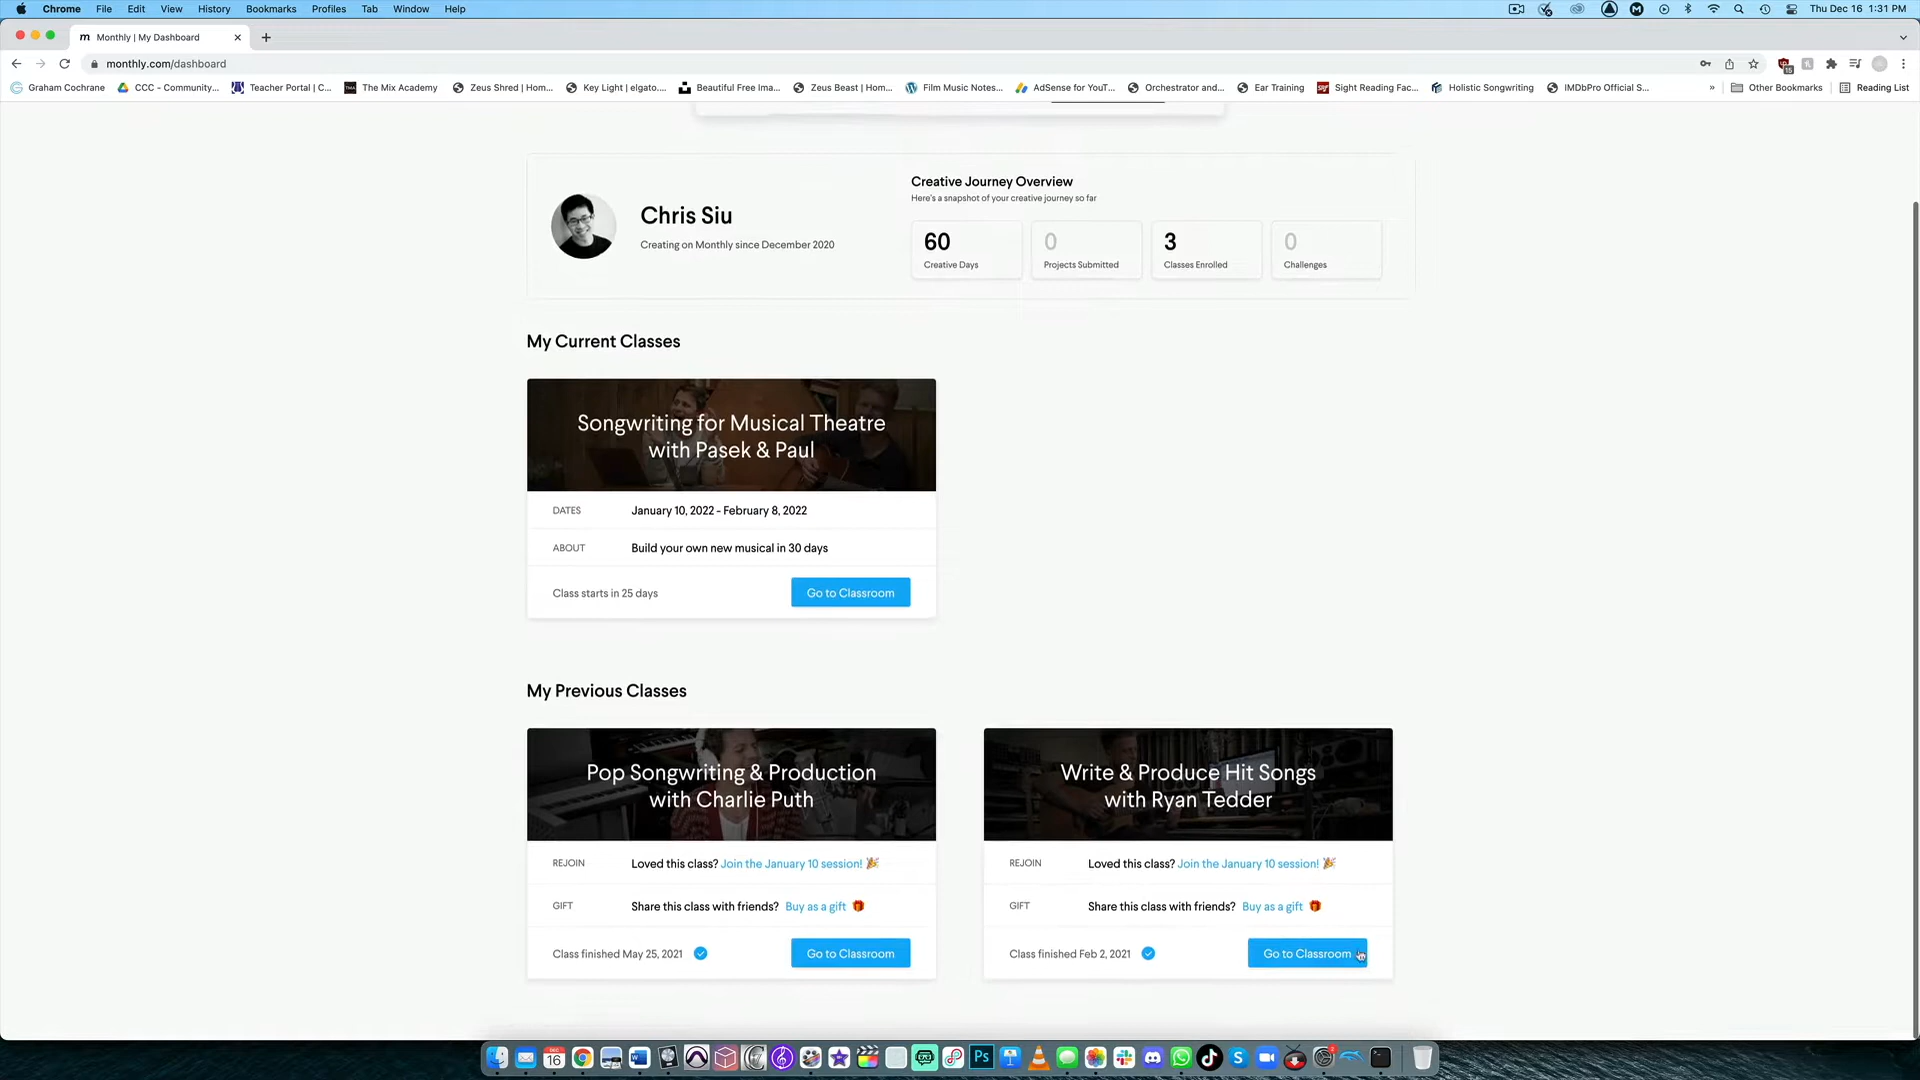 Chrome File Edit View History Bookmarks Profiles Tab Window Help Thu Dec 16 1:31 PM
Monthly | My Dashboard
monthly.com/dashboard
Graham Cochrane CCC - Community... Teacher Portal | C... The Mix Academy Zeus Shred | Hom... Key Light | elgato.... Beautiful Free Ima... Zeus Beast | Hom... Film Music Notes... AdSense for YouT... Orchestrator and... Ear Training Sight Reading Fac... Holistic Songwriting IMDbPro Official S... » Other Bookmarks Reading List
Chris Siu
Creating on Monthly since December 2020
Creative Journey Overview
Here's a snapshot of your creative journey so far
60 0 3 0
Creative Days Projects Submitted Classes Enrolled Challenges
My Current Classes
Songwriting for Musical Theatre
with Pasek & Paul
DATES January 10, 2022 - February 8, 2022
ABOUT Build your own new musical in 30 days
Class starts in 25 days Go to Classroom
My Previous Classes
Pop Songwriting & Production
with Charlie Puth
REJOIN Loved this class? Join the January 10 session! 🎉
GIFT Share this class with friends? Buy as a gift 🎁
Class finished May 25, 2021 Go to Classroom
Write & Produce Hit Songs
with Ryan Tedder
REJOIN Loved this class? Join the January 10 session! 🎉
GIFT Share this class with friends? Buy as a gift 🎁
Class finished Feb 2, 2021 Go to Classroom
DEC
16
Ps